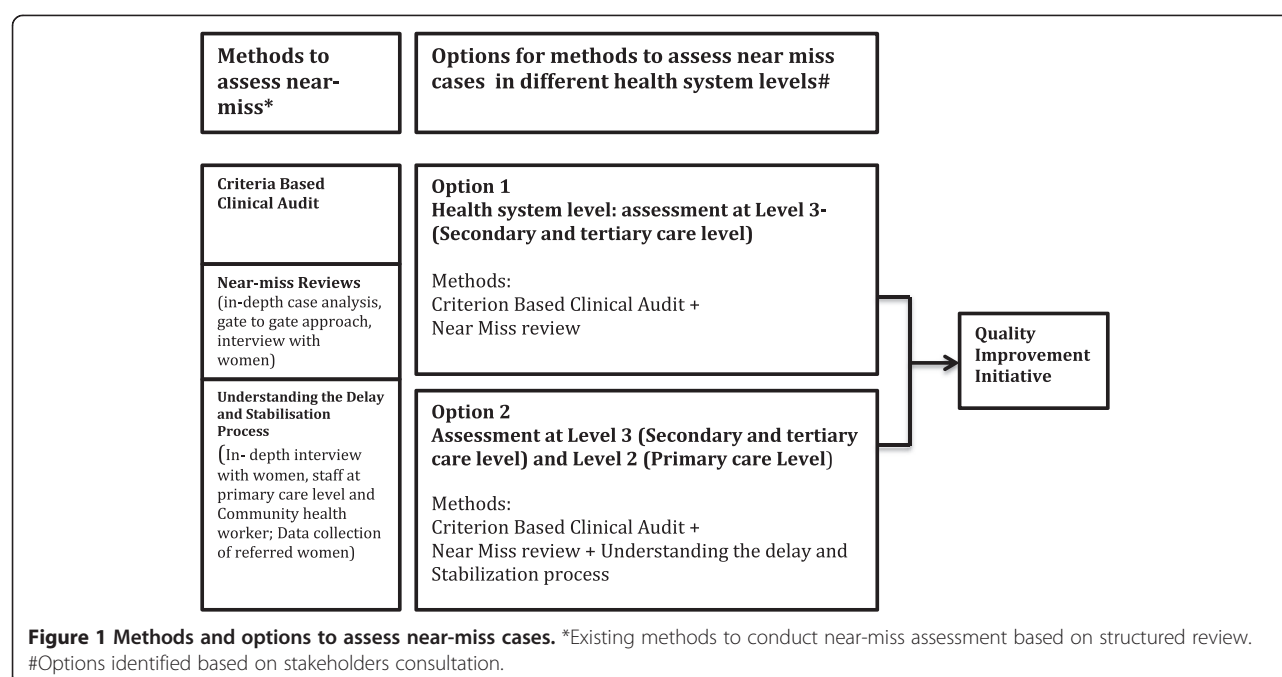 Methods to
assess near-
miss*
Options for methods to assess near miss
cases in different health system levels#
Criteria Based
Clinical Audit
Near-miss Reviews
(in-depth case analysis,
gate to gate approach,
interview with
women)
Understanding the Delay
and Stabilisation
Process
(In- depth interview
with women, staff at
primary care level and
Community health
worker; Data collection
of referred women)
Option 1
Health system level: assessment at Level 3-
(Secondary and tertiary care level)
Methods:
Criterion Based Clinical Audit +
Near Miss review
Option 2
Assessment at Level 3 (Secondary and tertiary
care level) and Level 2 (Primary care Level)
Methods:
Criterion Based Clinical Audit +
Near Miss review + Understanding the delay and
Stabilization process
Quality
Improvement
Initiative
Figure 1 Methods and options to assess near-miss cases. *Existing methods to conduct near-miss assessment based on structured review.
#Options identified based on stakeholders consultation.